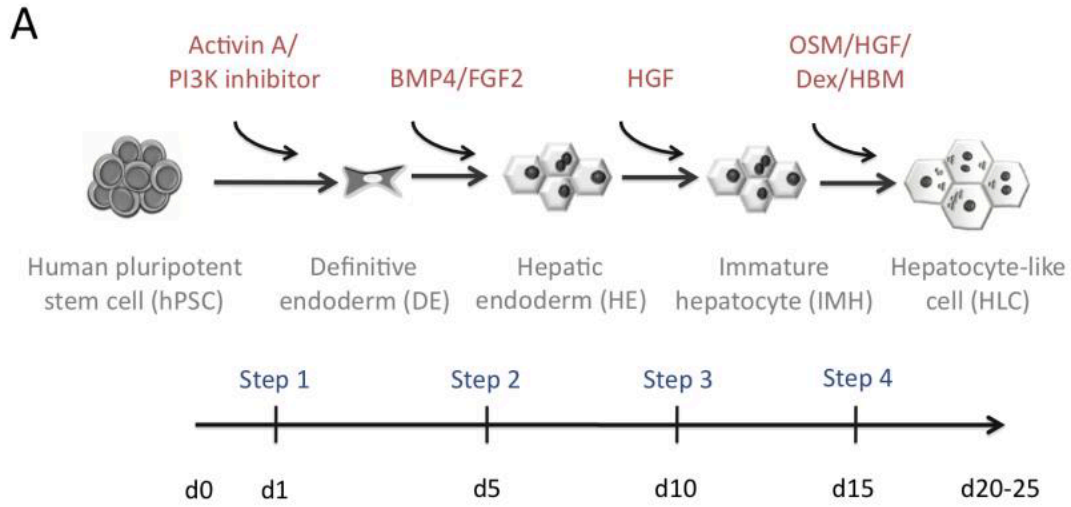 A
Activin A/
PI3K inhibitor
BMP4/FGF2
HGF
OSM/HGF/
Dex/HBM
Human pluripotent
stem cell (hPSC)
Definitive
endoderm (DE)
Hepatic
endoderm (HE)
Immature
hepatocyte (IMH)
Hepatocyte-like
cell (HLC)
Step 1
Step 2
Step 3
Step 4
d0
d1
d5
d10
d15
d20-25